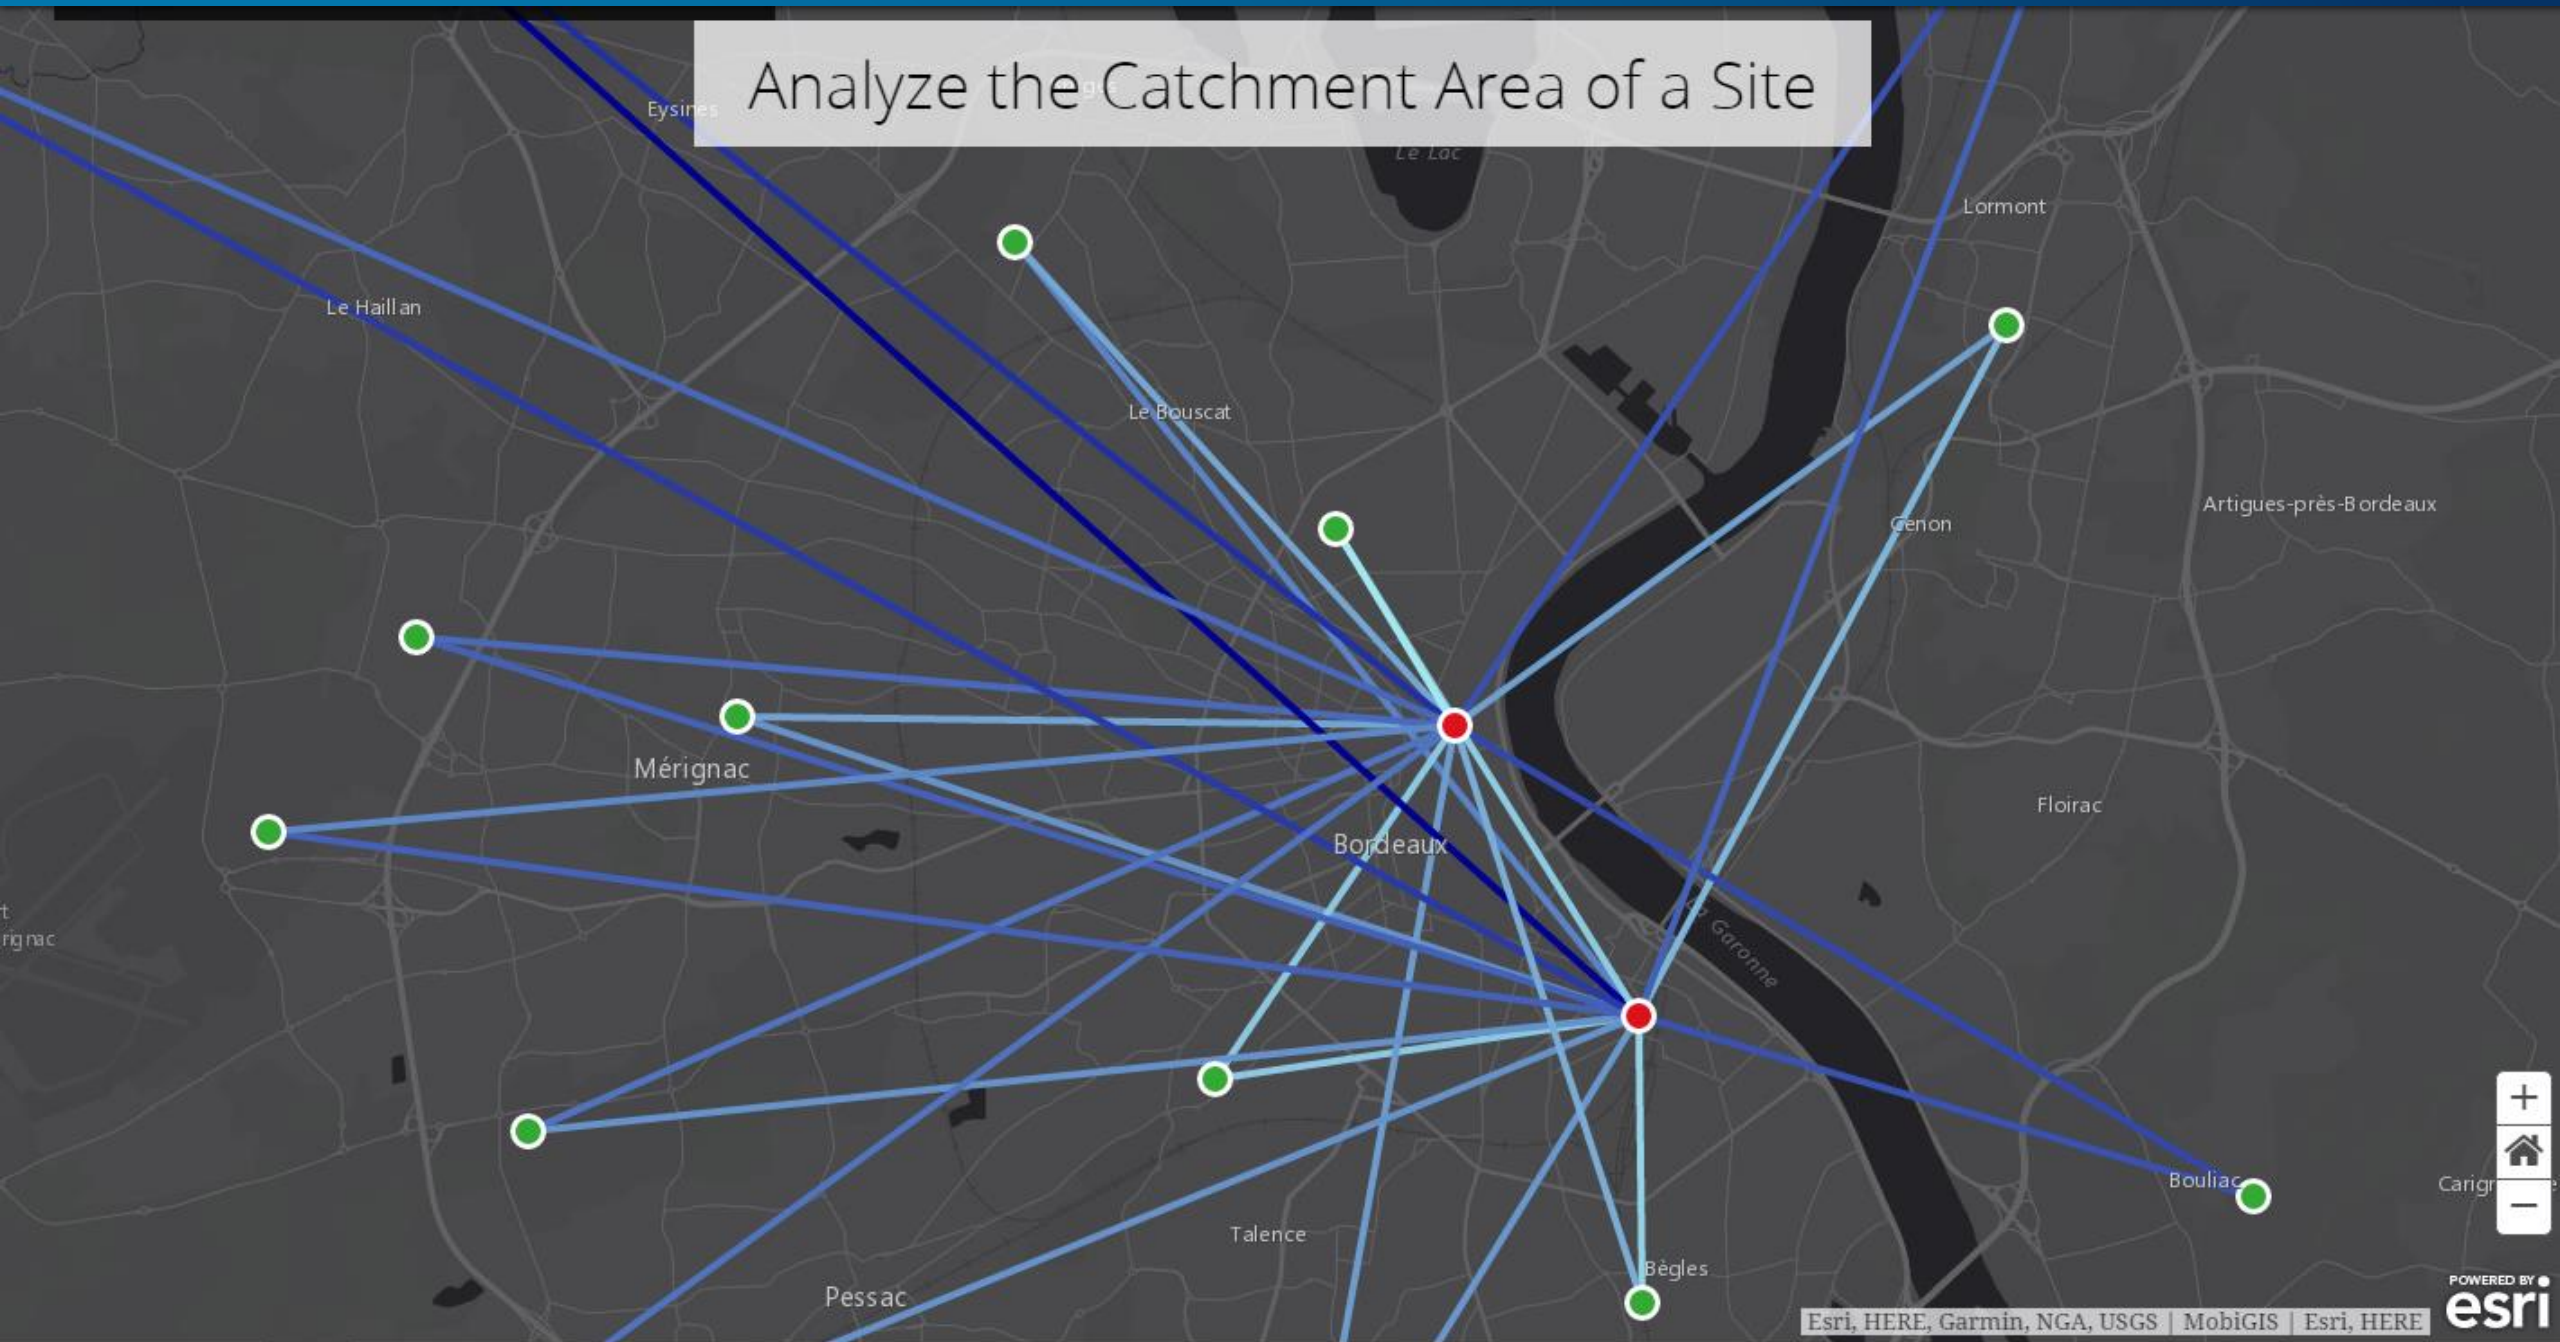 Analyze the Catchment Area of a Site
Eysines
Le Lac
Lormont
Le Haillan
Le Bouscat
Artigues-près-Bordeaux
Cenon
Mérignac
Floirac
Bordeaux
La Garonne
rignac
Bouliac
Talence
Bègles
Pessac
POWERED BY
esri
Esri, HERE, Garmin, NGA, USGS | MobiGIS | Esri, HERE